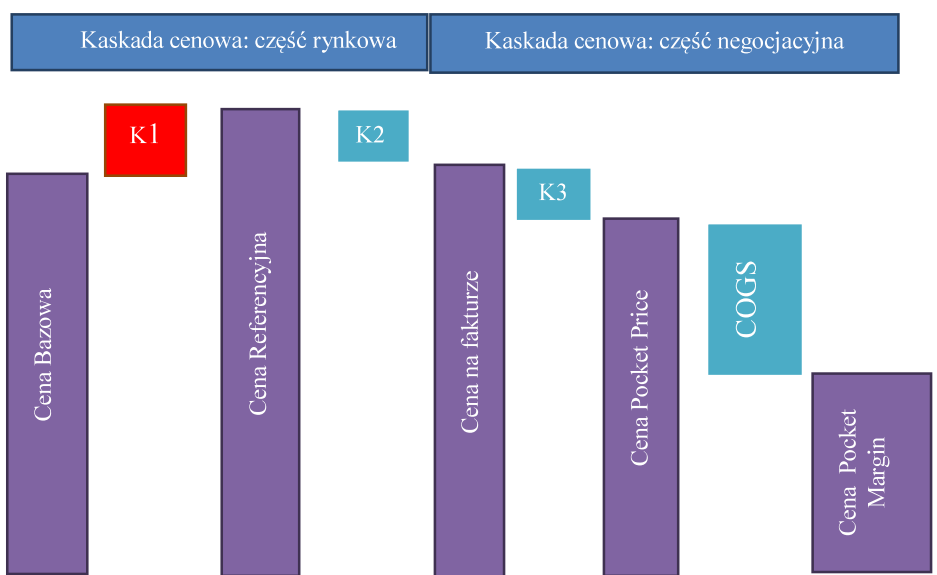 Kaskada cenowa: część rynkowa
Kaskada cenowa: część negocjacyjna
K1
K2
K3
Cena Bazowa
Cena Referencyjna
Cena na fakturze
Cena Pocket Price
COGS
Cena Pocket
Margin